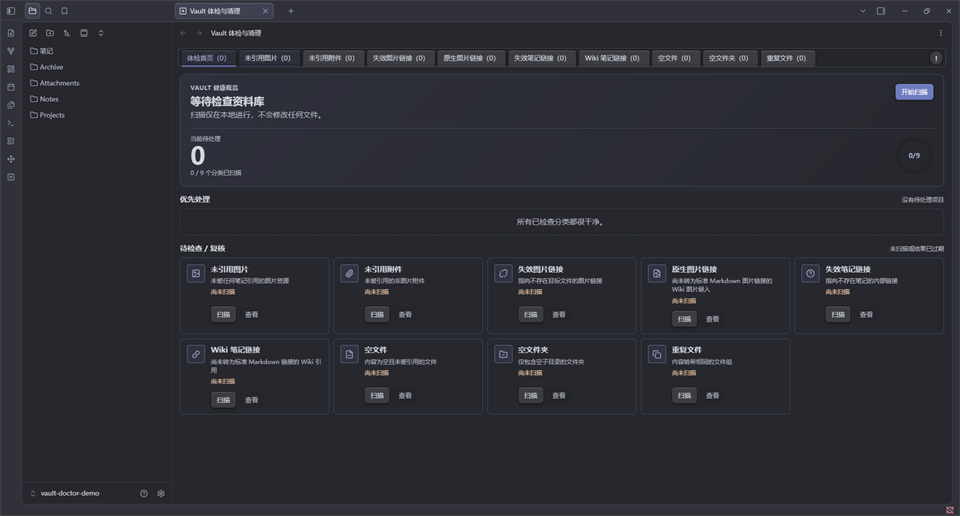 Vault 体检与清理
Vault 体检与清理
笔记
Archive
Attachments
Notes
Projects
体检首页 (0)
未引用图片 (0)
未引用附件 (0)
失效图片链接 (0)
原生图片链接 (0)
失效笔记链接 (0)
Wiki 笔记链接 (0)
空文件 (0)
空文件夹 (0)
重复文件 (0)
VAULT 健康概览
等待检查资料库
扫描仅在本地进行，不会修改任何文件。
开始扫描
当前待处理
0
0 / 9 个分类已扫描
0/9
优先处理
没有待处理项目
所有已检查分类都很干净。
待检查 / 复核
未扫描或结果已过期
未引用图片
未被任何笔记引用的图片资源
尚未扫描
扫描
查看
未引用附件
未被引用的非图片附件
尚未扫描
扫描
查看
失效图片链接
指向不存在目标文件的图片链接
尚未扫描
扫描
查看
原生图片链接
尚未转为标准 Markdown 图片链接的
Wiki 图片嵌入
尚未扫描
扫描
查看
失效笔记链接
指向不存在笔记的内部链接
尚未扫描
扫描
查看
Wiki 笔记链接
尚未转为标准 Markdown 链接的 Wiki 引
用
尚未扫描
扫描
查看
空文件
内容为空且未被引用的文件
尚未扫描
扫描
查看
空文件夹
仅包含空子目录的文件夹
尚未扫描
扫描
查看
重复文件
内容哈希相同的文件组
尚未扫描
扫描
查看
vault-doctor-demo